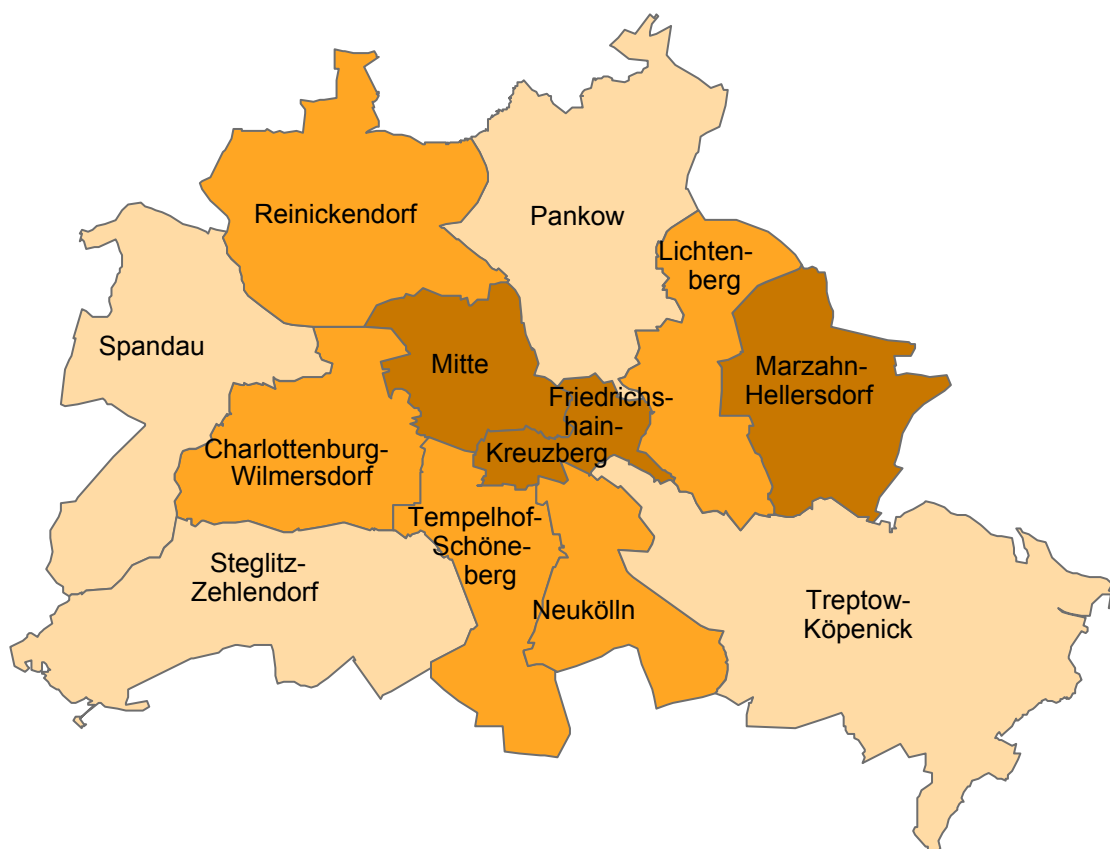 Reinickendorf
Pankow
Lichten-
berg
Spandau
Mitte
Marzahn-
Hellersdorf
Friedrichs-
hain-
Kreuzberg
Charlottenburg-
Wilmersdorf
Tempelhof-
Schöne-
berg
Steglitz-
Zehlendorf
Neukölln
Treptow-
Köpenick